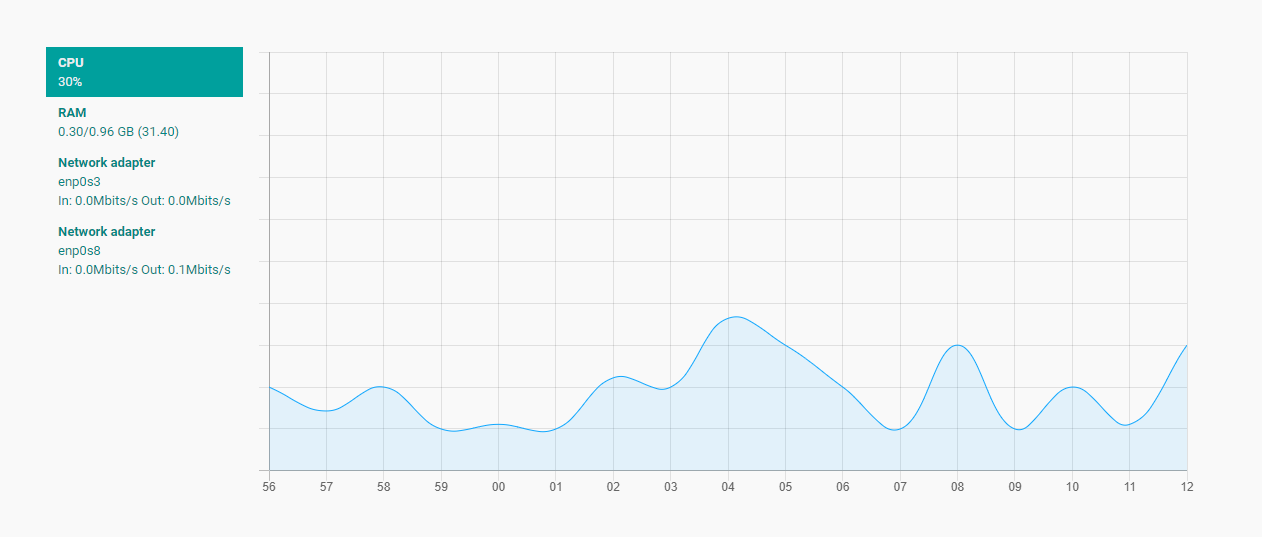 CPU
30%
RAM
0.30/0.96 GB (31.40)
Network adapter
enp0s3
In: 0.0Mbits/s Out: 0.0Mbits/s
Network adapter
enp0s8
In: 0.0Mbits/s Out: 0.1Mbits/s
56 57 58 59 00 01 02 03 04 05 06 07 08 09 10 11 12